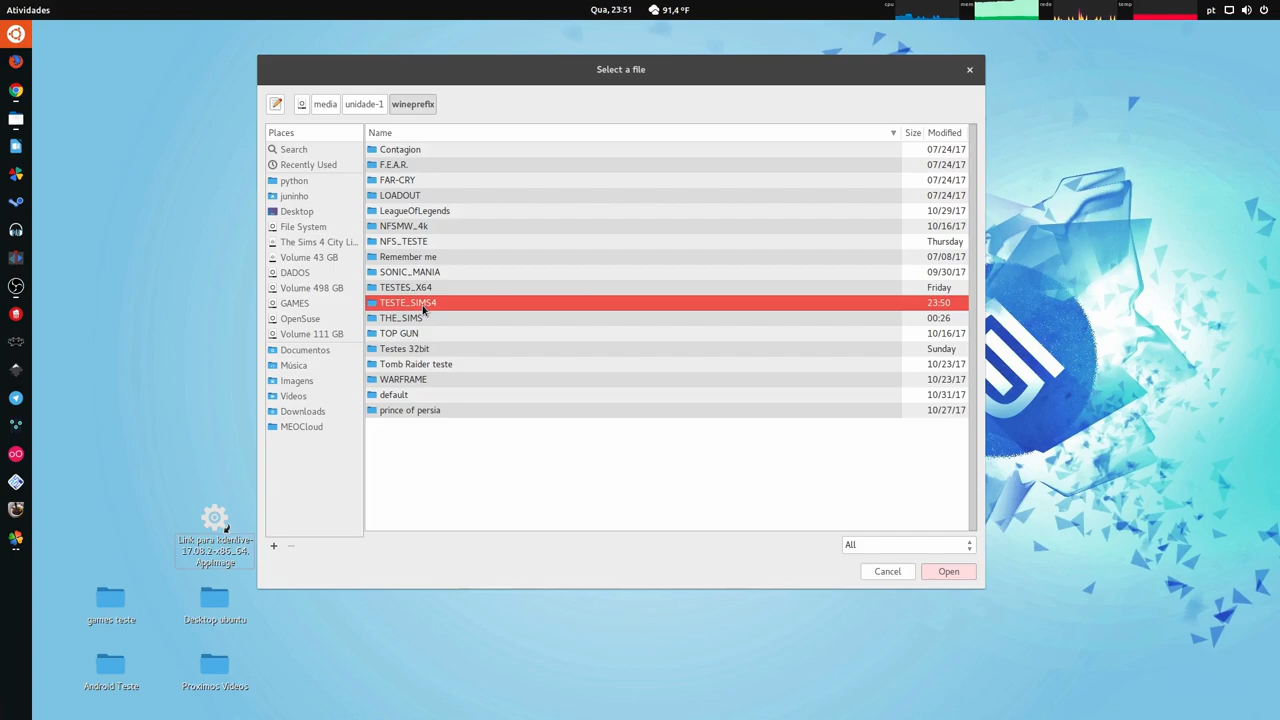 Atividades
Qua, 23:51
91,4 °F
cpu
mem
rede
temp
pt
Select a file
media
unidade-1
wineprefix
Places
Name
Size
Modified
Search
Recently Used
python
juninho
Desktop
File System
The Sims 4 City Li...
Volume 43 GB
DADOS
Volume 498 GB
GAMES
OpenSuse
Volume 111 GB
Documentos
Música
Imagens
Vídeos
Downloads
MEOCloud
Contagion 07/24/17
F.E.A.R. 07/24/17
FAR-CRY 07/24/17
LOADOUT 07/24/17
LeagueOfLegends 10/29/17
NFSMW_4k 10/16/17
NFS_TESTE Thursday
Remember me 07/08/17
SONIC_MANIA 09/30/17
TESTES_X64 Friday
TESTE_SIMS4 23:50
THE_SIMS 00:26
TOP GUN 10/16/17
Testes 32bit Sunday
Tomb Raider teste 10/23/17
WARFRAME 10/23/17
default 10/31/17
prince of persia 10/27/17
All
Cancel
Open
Link para kdenlive-
17.08.2-x86_64.
AppImage
games teste
Desktop ubuntu
Android Teste
Proximos Videos